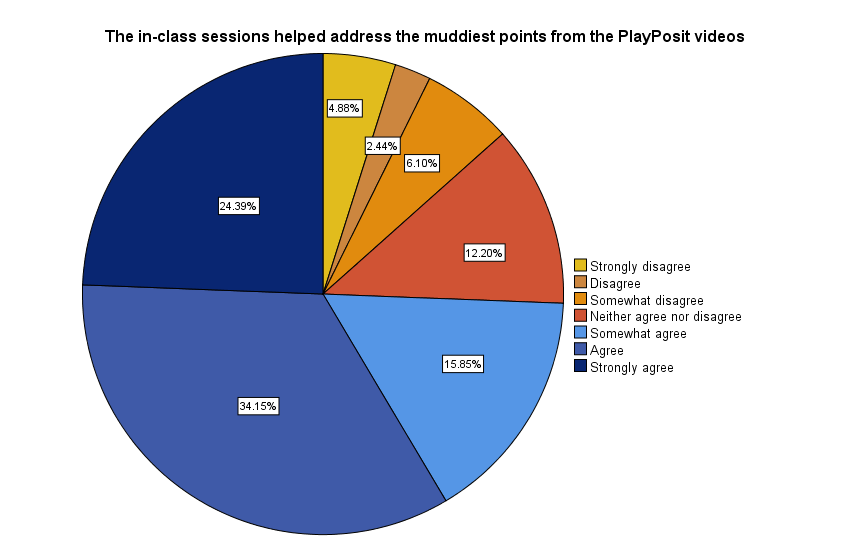 The in-class sessions helped address the muddiest points from the PlayPosit videos
4.88%
2.44%
6.10%
24.39%
12.20%
15.85%
34.15%
Strongly disagree
Disagree
Somewhat disagree
Neither agree nor disagree
Somewhat agree
Agree
Strongly agree